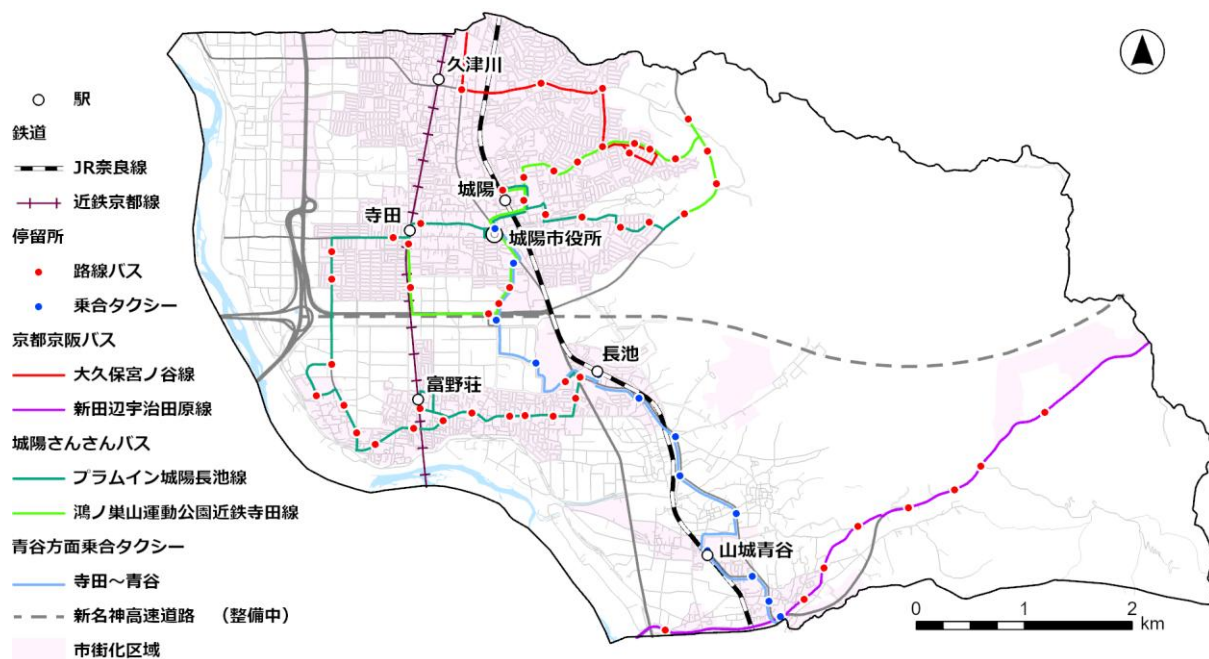 駅
鉄道
JR奈良線
近鉄京都線
停留所
路線バス
乗合タクシー
京都京阪バス
大久保宮ノ谷線
新田辺宇治田原線
城陽さんさんバス
プラムイン城陽長池線
鴻ノ巣山運動公園近鉄寺田線
青谷方面乗合タクシー
寺田～青谷
新名神高速道路 （整備中）
市街化区域
久津川
城陽
寺田
城陽市役所
長池
富野荘
山城青谷
0 1 2
km